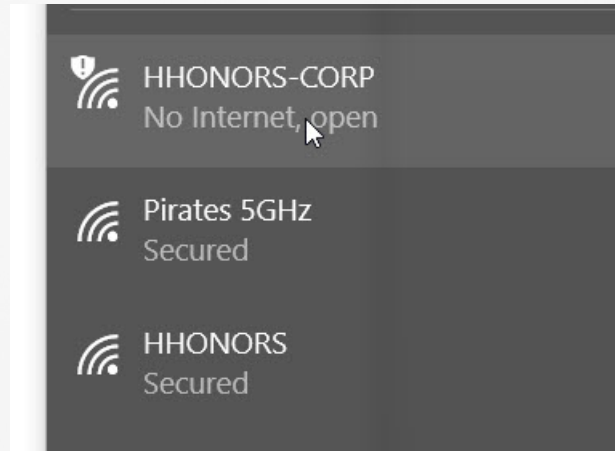 HHONORS-CORP
No Internet, open
Pirates 5GHz
Secured
HHONORS
Secured